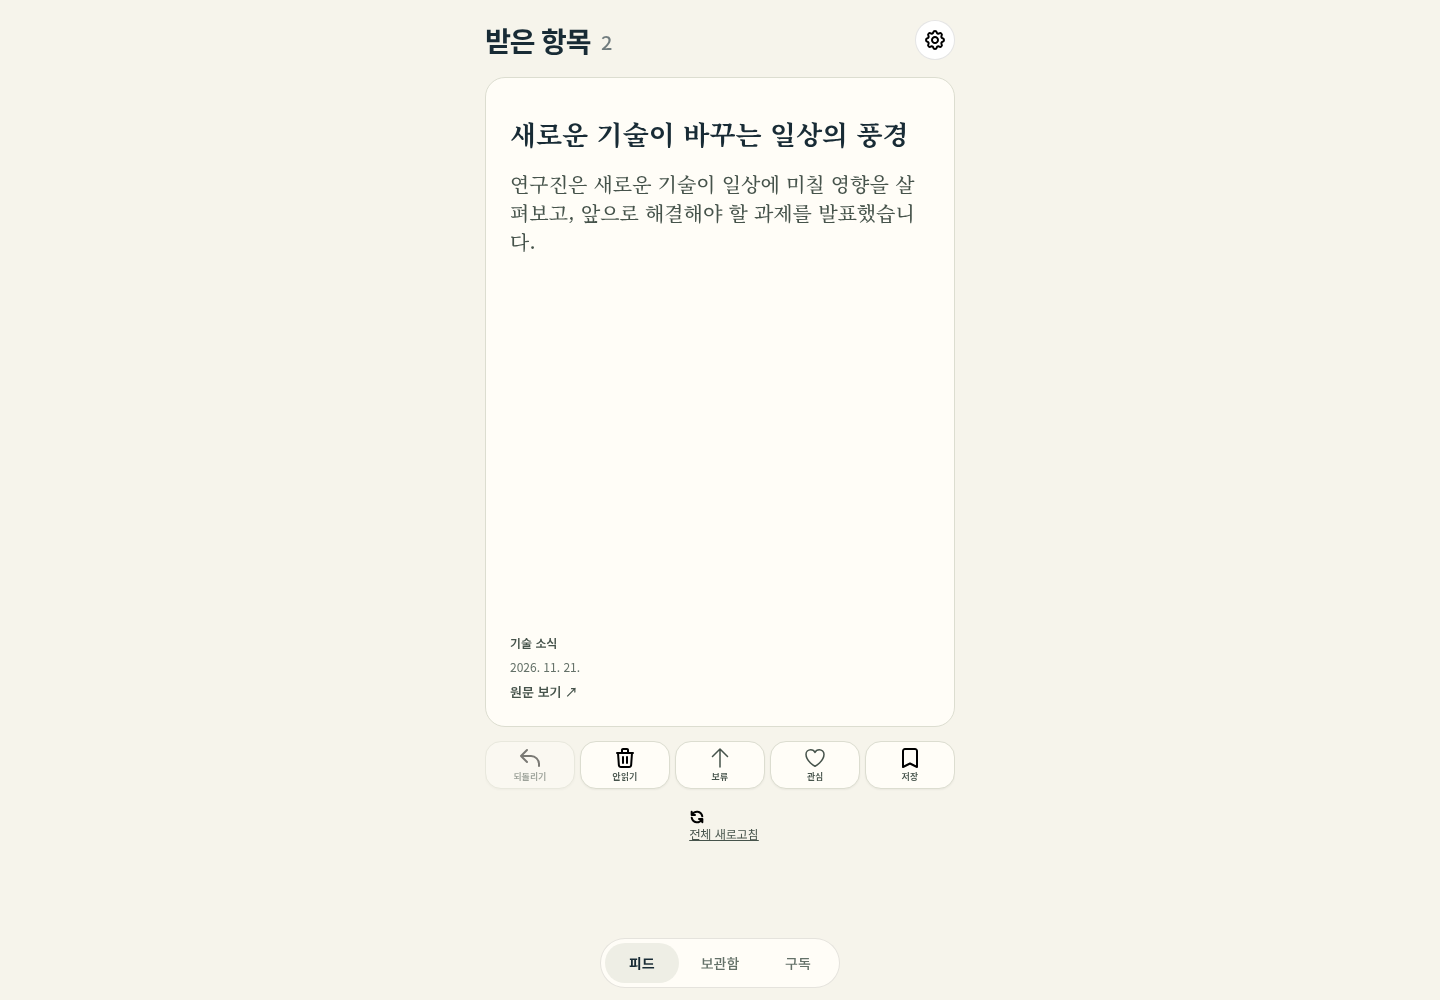 받은 항목 2
새로운 기술이 바꾸는 일상의 풍경
연구진은 새로운 기술이 일상에 미칠 영향을 살
펴보고, 앞으로 해결해야 할 과제를 발표했습니
다.
기술 소식
2026. 11. 21.
원문 보기 ↗
되돌리기 안읽기 보류 관심 저장
전체 새로고침
피드 보관함 구독